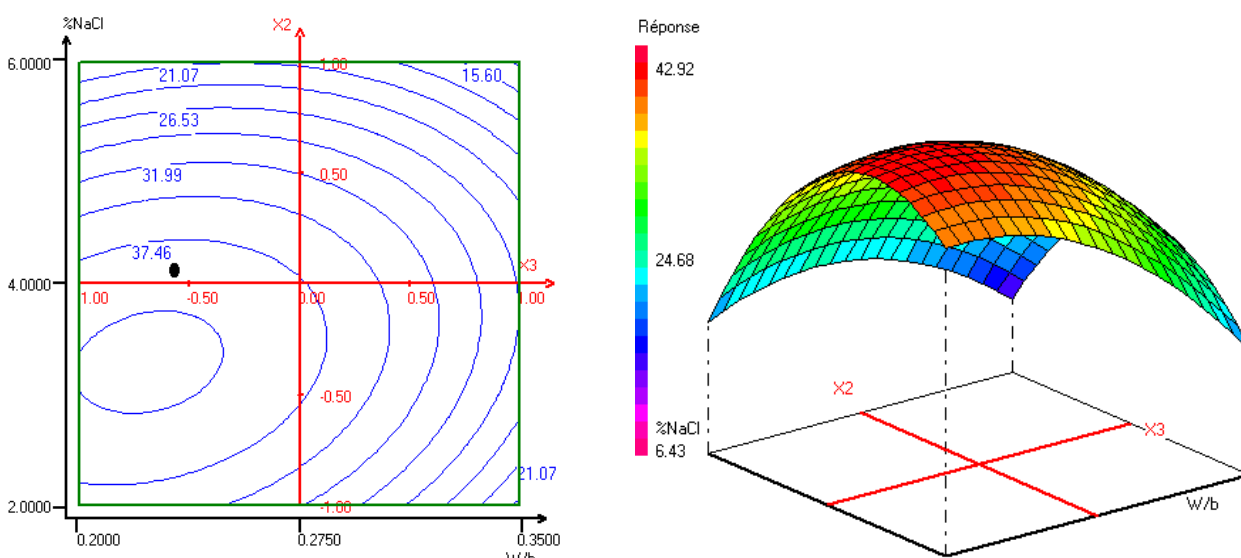 %NaCl
X2
6.0000
21.07
1.00
15.60
26.53
0.50
31.99
37.46
X3
4.0000
1.00
-0.50
0.00
0.50
1.00
-0.50
21.07
2.0000
-1.00
0.2000
0.2750
0.3500
W/b
Réponse
42.92
24.68
X2
%NaCl
X3
6.43
W/b